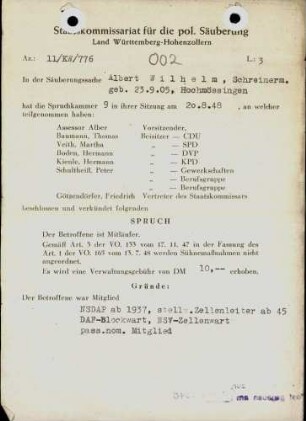 Staatskommissariat für die pol. Säuberung
Land Württemberg-Hohenzollern
Az.: 11/KW/776 002 L: 3
In der Säuberungssache Albert Wilhelm, Schreinerm.
geb. 23.9.05, Hochmössingen
hat die Spruchkammer 9 in ihrer Sitzung am 20.8.48 , an welcher
teilgenommen haben:
Assessor Alber Vorsitzender,
Baumann, Thomas Beisitzer — CDU
Veith, Martha „ — SPD
Boden, Hermann „ — DVP
Kienle, Herman „ — KPD
Schultheiß, Peter „ — Gewerkschaften
„ — Berufsgruppe
„ — Berufsgruppe
Götzendörfer, Friedrich Vertreter des Staatskommissars
beschlossen und verkündet folgenden
SPRUCH
Der Betroffene ist Mitläufer.
Gemäß Art. 3 der VO. 133 vom 17. 11. 47 in der Fassung des
Art. 1 der VO. 165 vom 13. 7. 48 werden Sühnemaßnahmen nicht
angeordnet.
Es wird eine Verwaltungsgebühr von DM 10,-- erhoben.
Gründe:
Der Betroffene war Mitglied
NSDAP ab 1937, stellv. Zellenleiter ab 45
DAF-Blockwart, NSV-Zellenwart
pass.nom. Mitglied